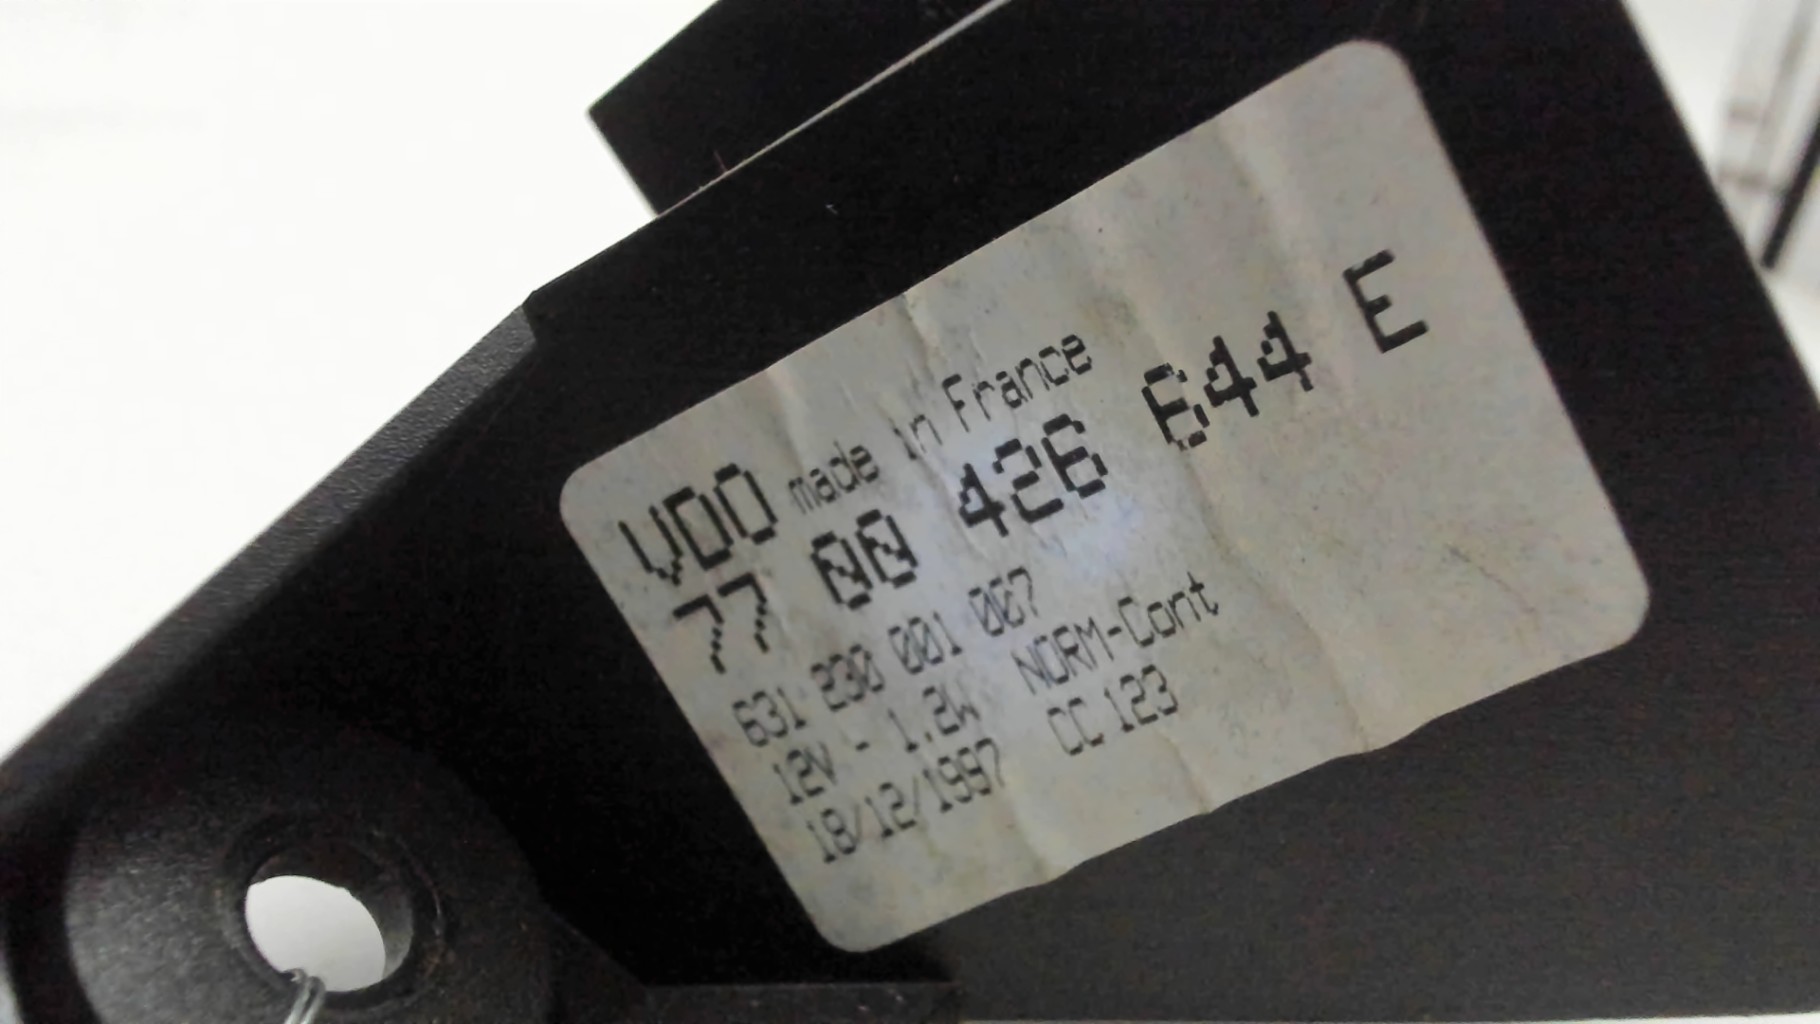 VDO made in France
77 00 426 644 E
631 230 001 007
12V - 1.2W NORM-Cont
18/12/1997 CC 123